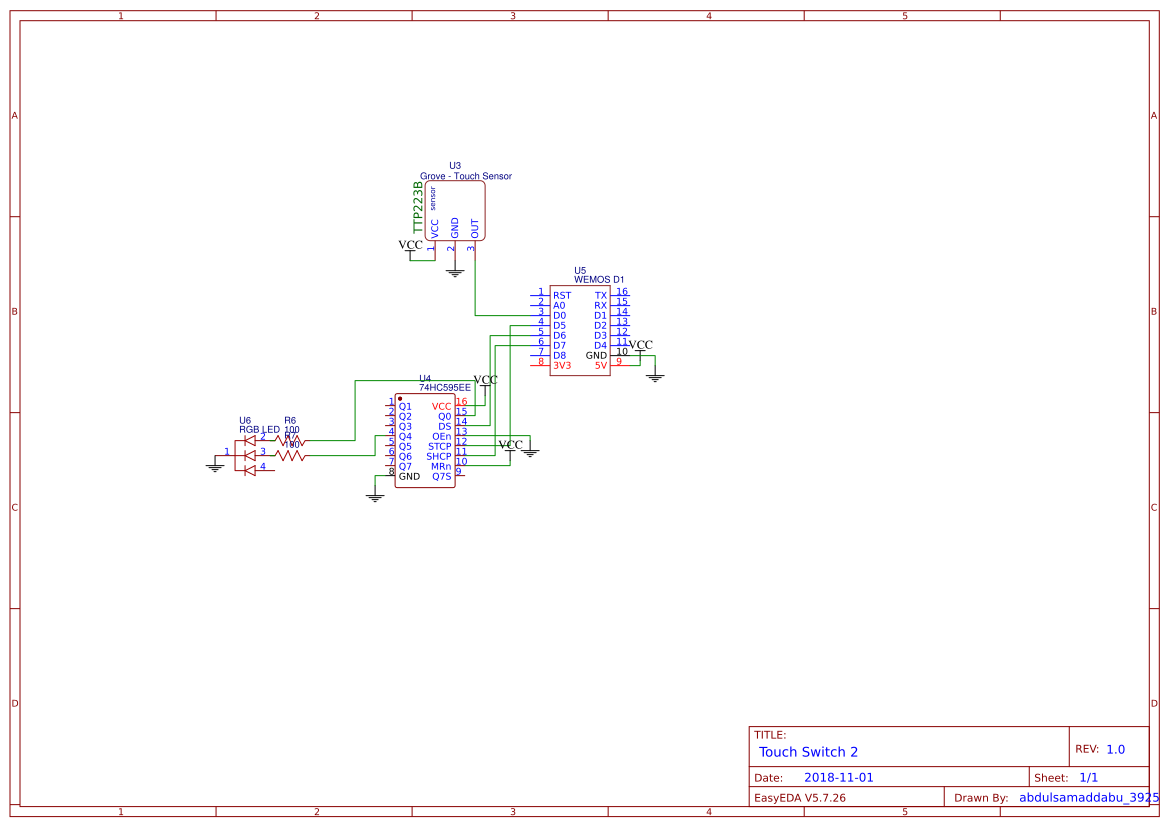 1 2 3 4 5
A A
B B
C C
D D
U3
Grove - Touch Sensor
TTP223B
sensor
VCC GND OUT
1 2 3
VCC
U5
WEMOS D1
1 RST TX 16
2 A0 RX 15
3 D0 D1 14
4 D5 D2 13
5 D6 D3 12
6 D7 D4 11
7 D8 GND 10
8 3V3 5V 9
VCC
U4
74HC595EE
VCC
1 Q1 VCC 16
2 Q2 Q0 15
3 Q3 DS 14
4 Q4 OEn 13
5 Q5 STCP 12
6 Q6 SHCP 11
7 Q7 MRn 10
8 GND Q7S 9
VCC
U6
RGB LED
1
2
3
4
R6
100
100
TITLE:
Touch Switch 2
REV: 1.0
Date: 2018-11-01
Sheet: 1/1
EasyEDA V5.7.26
Drawn By: abdulsamaddabu_3925
1 2 3 4 5